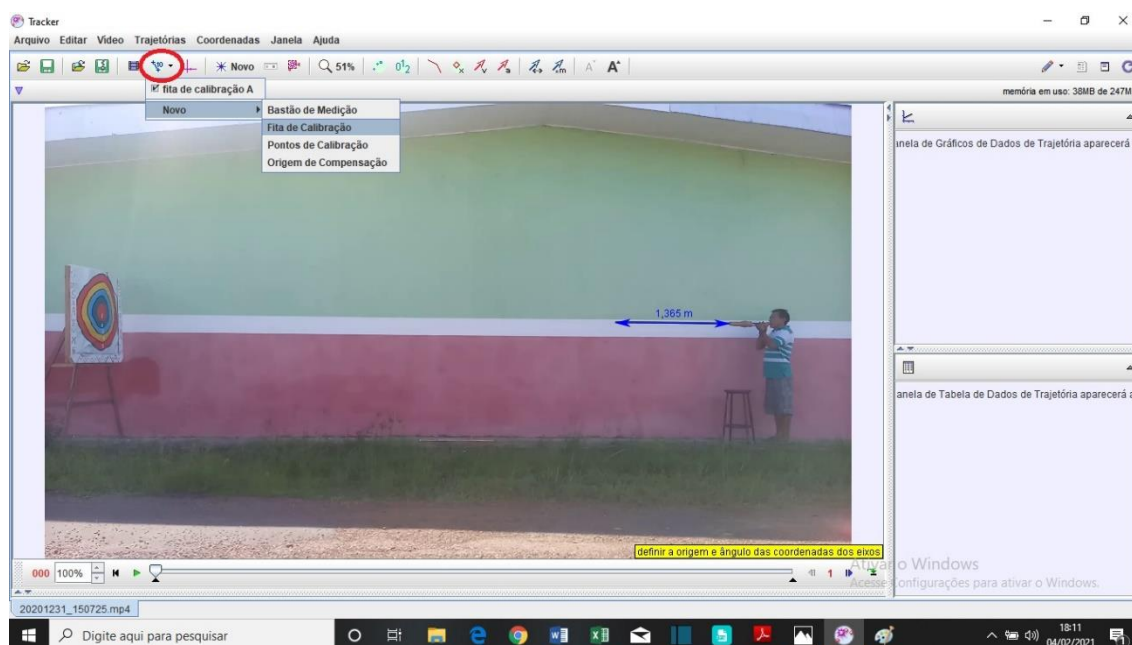 Tracker
Arquivo Editar Video Trajetórias Coordenadas Janela Ajuda
Novo 51%
memória em uso: 38MB de 247M
fita de calibração A
Novo
Bastão de Medição
Fita de Calibração
Pontos de Calibração
Origem de Compensação
anela de Gráficos de Dados de Trajetória aparecerá
1,365 m
anela de Tabela de Dados de Trajetória aparecerá a
definir a origem e ângulo das coordenadas dos eixos
Ativar o Windows
Acesse Configurações para ativar o Windows.
000 100% 1
20201231_150725.mp4
Digite aqui para pesquisar
18:11
04/02/2021